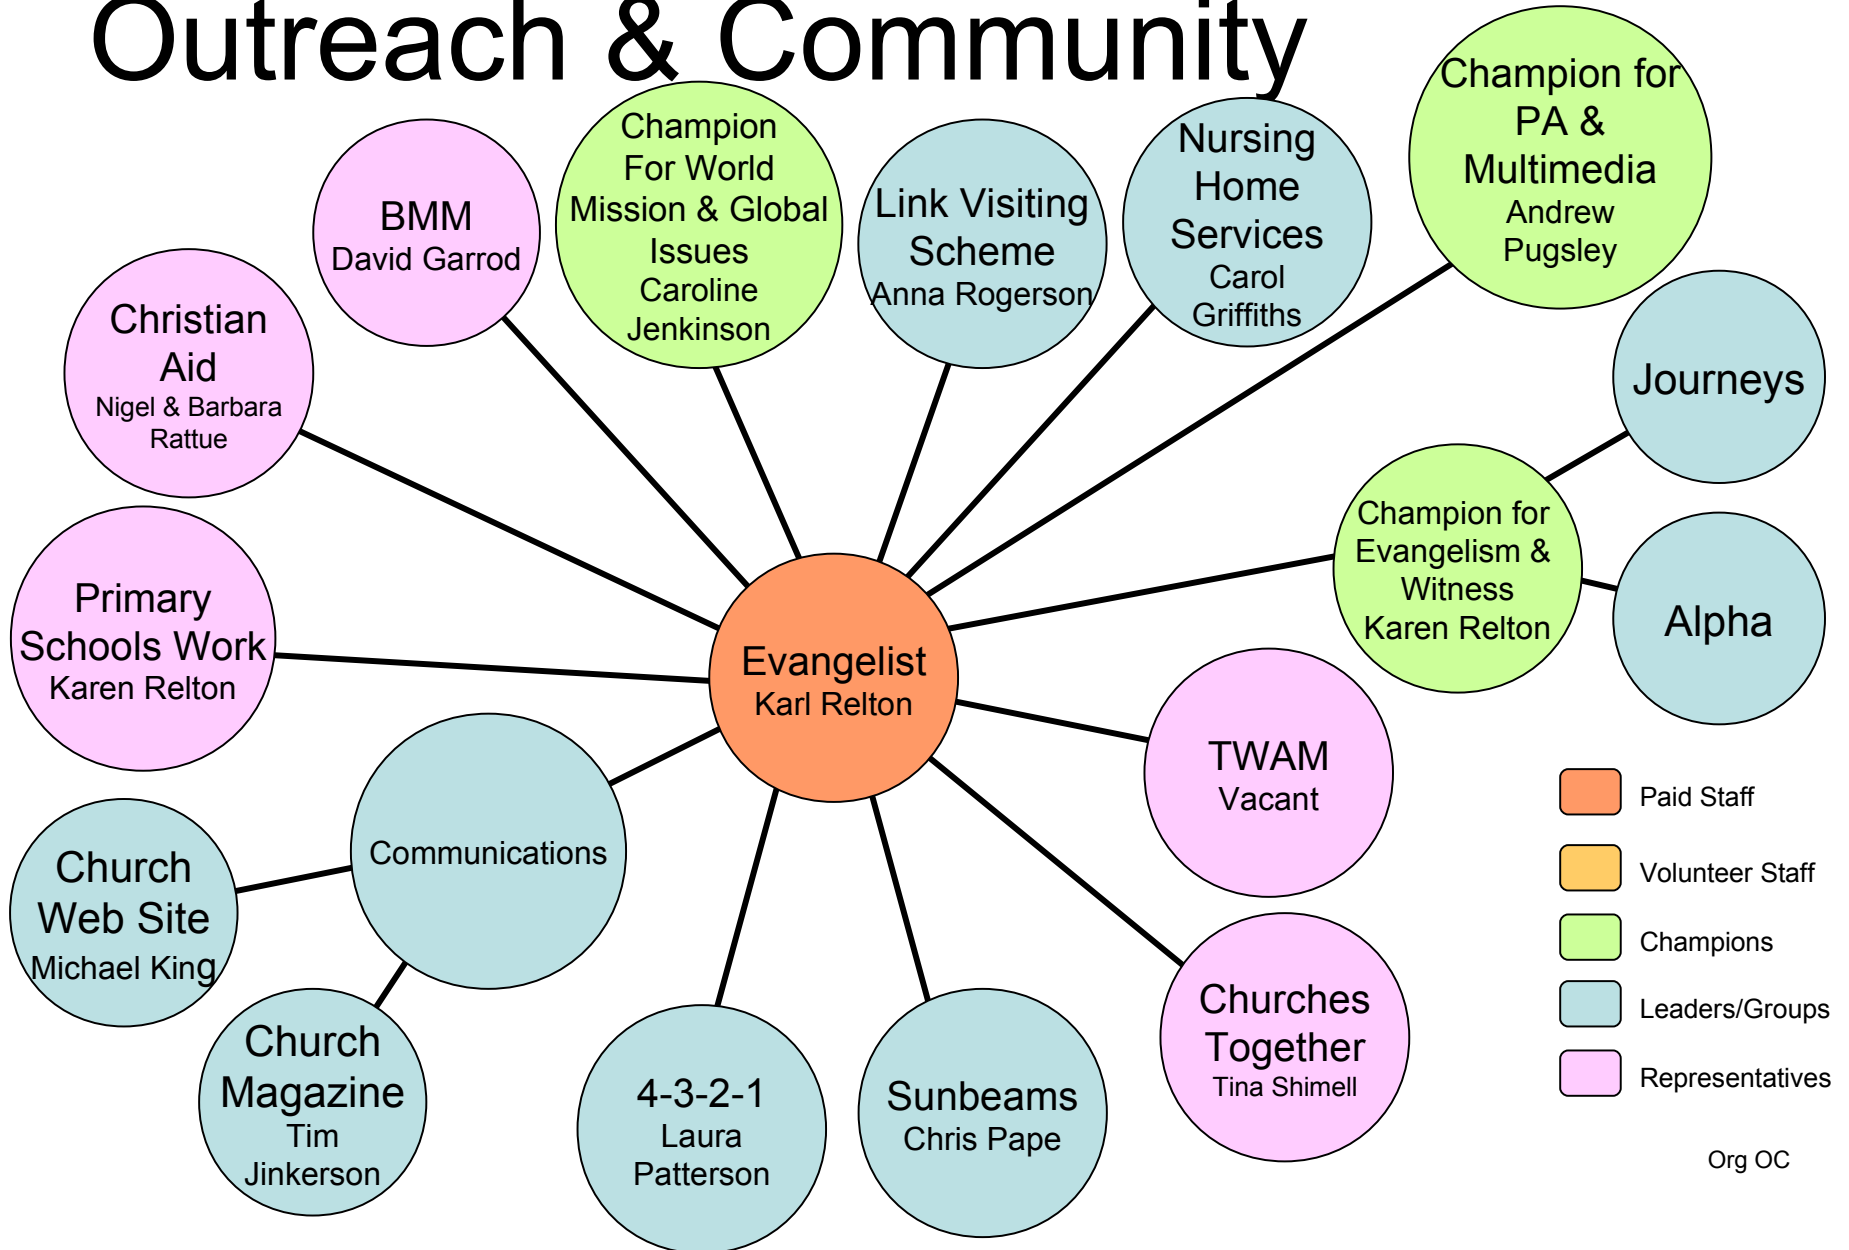 Outreach & Community
Champion for
PA &
Multimedia
Andrew
Pugsley
Champion
For World
Mission & Global
Issues
Caroline
Jenkinson
Nursing
Home
Services
Carol
Griffiths
BMM
David Garrod
Link Visiting
Scheme
Anna Rogerson
Christian
Aid
Nigel & Barbara
Rattue
Journeys
Champion for
Evangelism &
Witness
Karen Relton
Alpha
Primary
Schools Work
Karen Relton
Evangelist
Karl Relton
TWAM
Vacant
Communications
Church
Web Site
Michael King
Church
Magazine
Tim
Jinkerson
4-3-2-1
Laura
Patterson
Sunbeams
Chris Pape
Churches
Together
Tina Shimell
Paid Staff
Volunteer Staff
Champions
Leaders/Groups
Representatives
Org OC